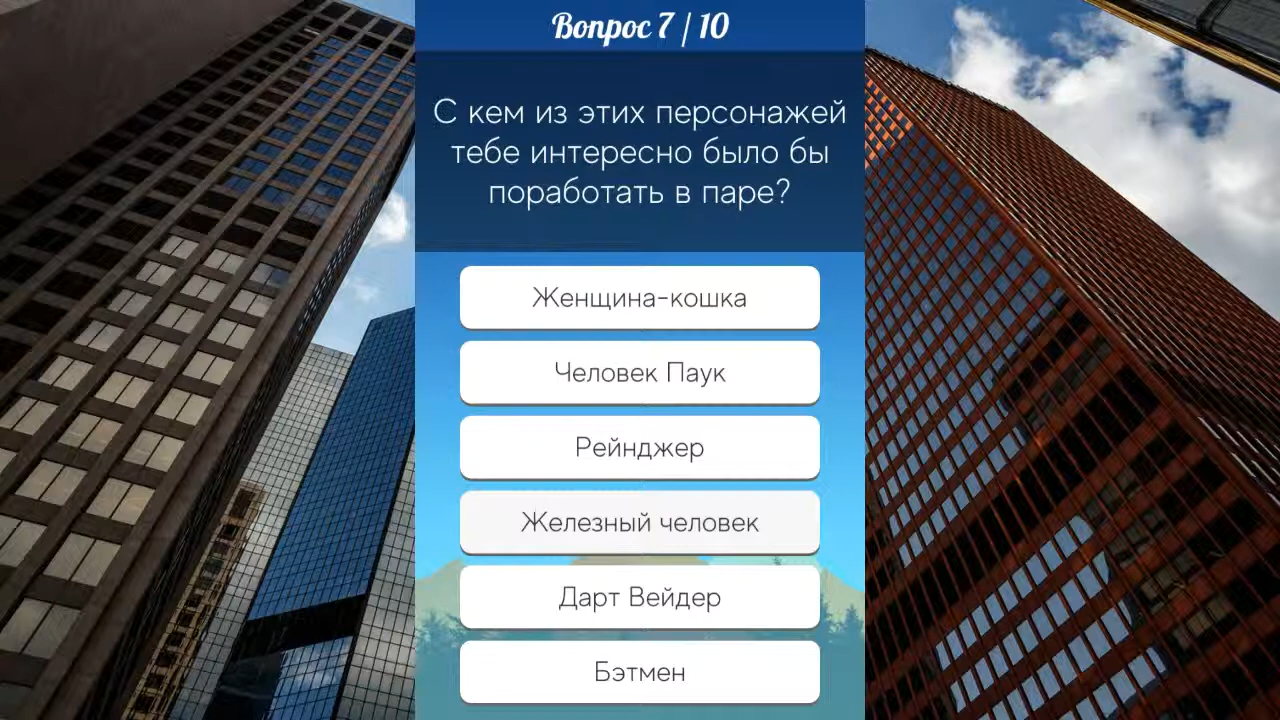 Вопрос 7 / 10
С кем из этих персонажей
тебе интересно было бы
поработать в паре?
Женщина-кошка
Человек Паук
Рейнджер
Железный человек
Дарт Вейдер
Бэтмен